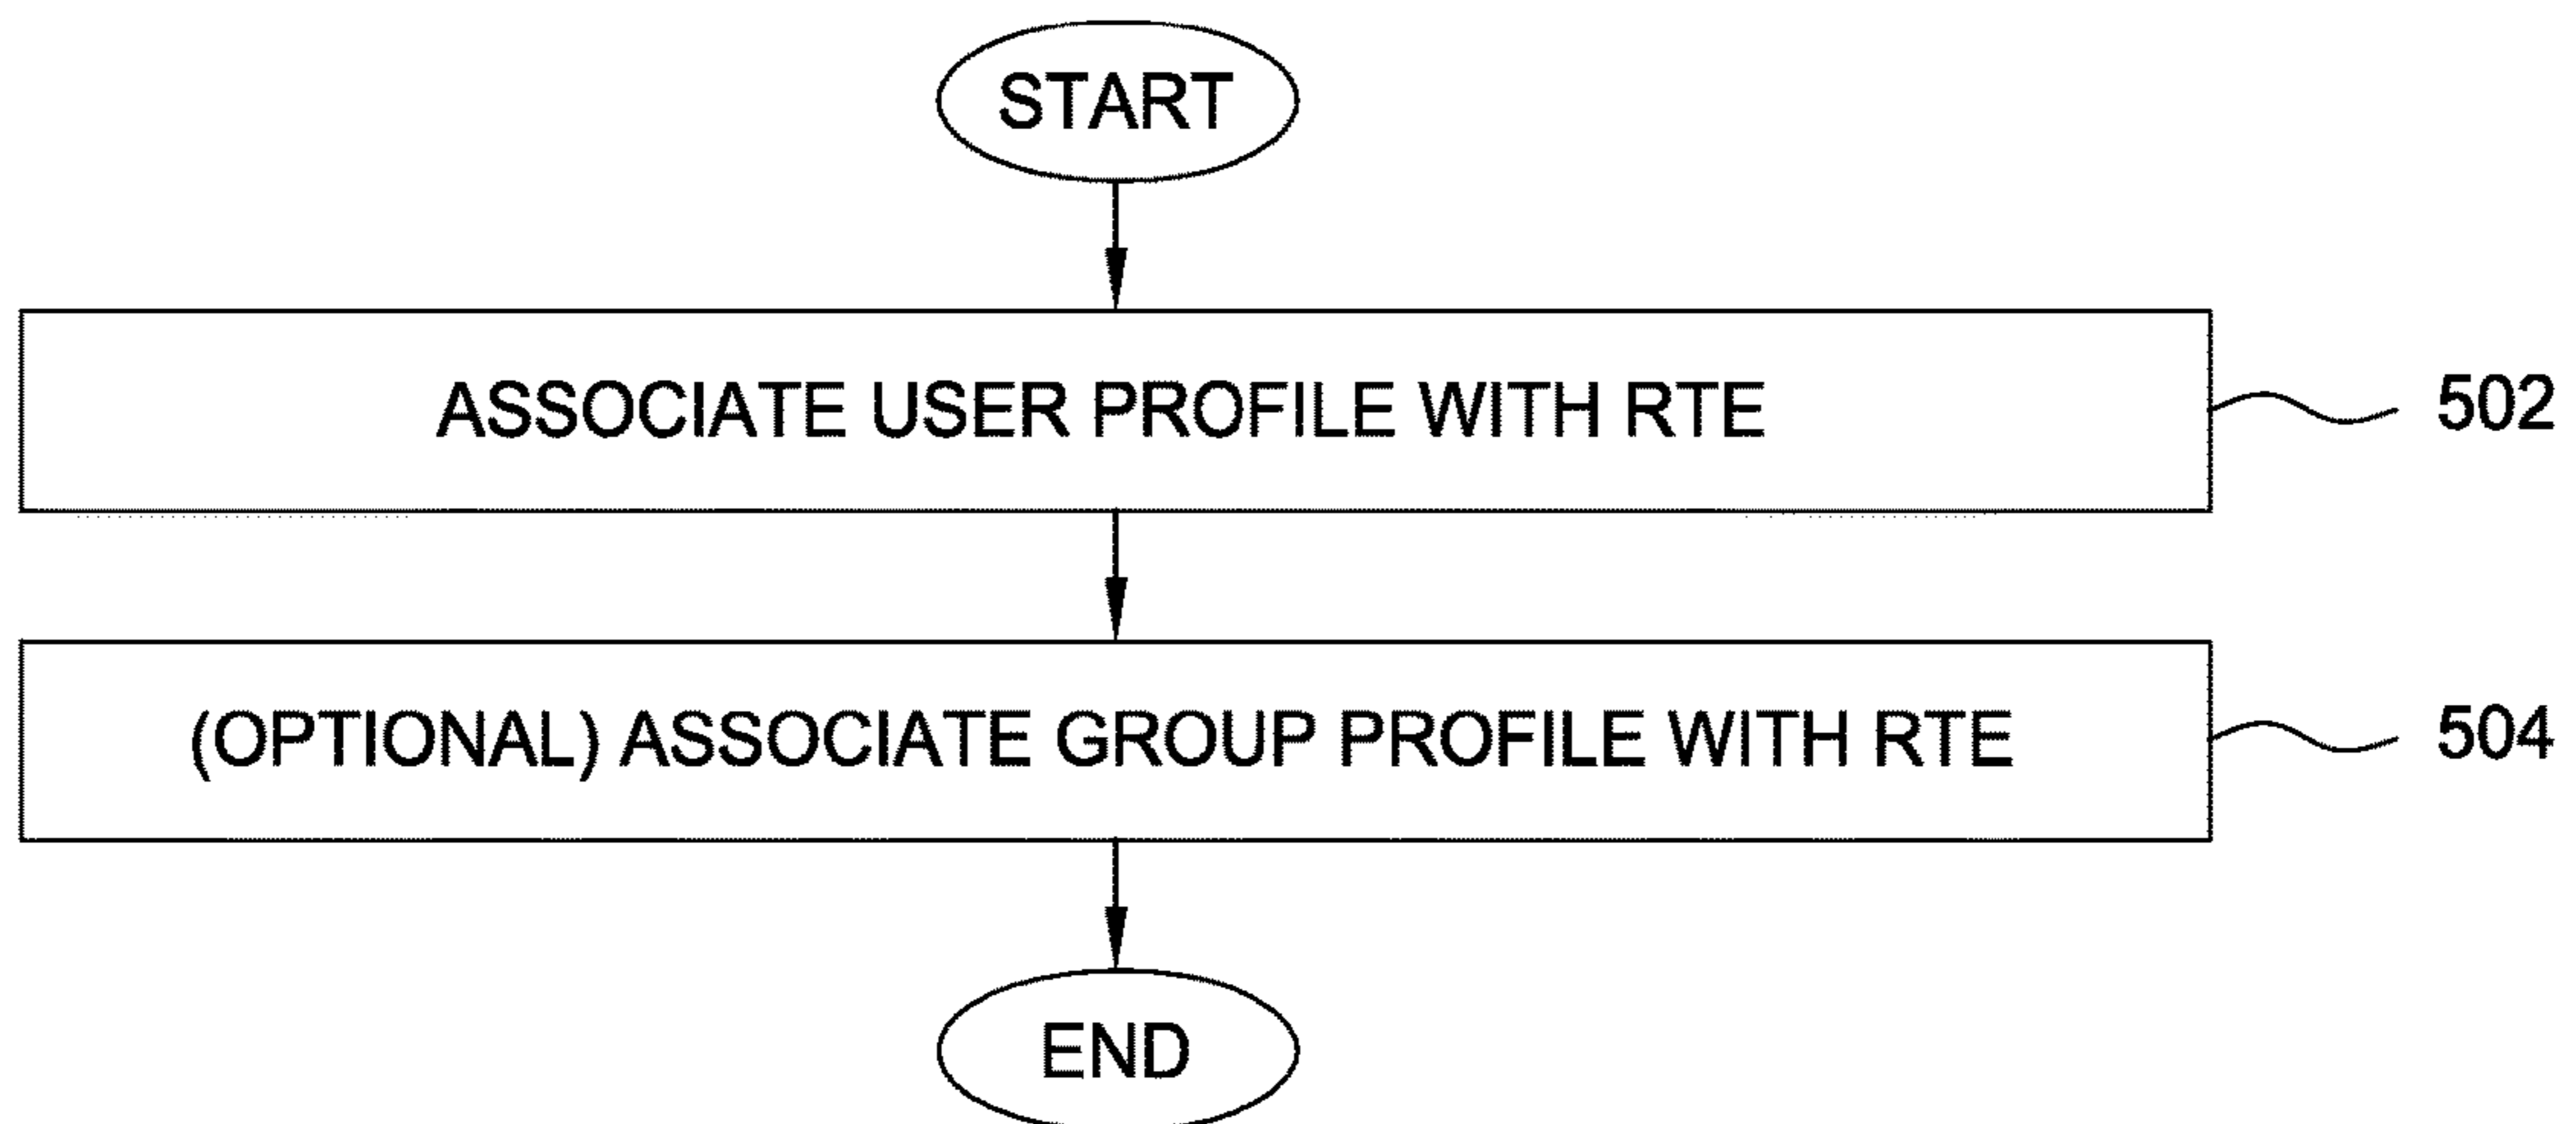 START
ASSOCIATE USER PROFILE WITH RTE
502
(OPTIONAL) ASSOCIATE GROUP PROFILE WITH RTE
504
END